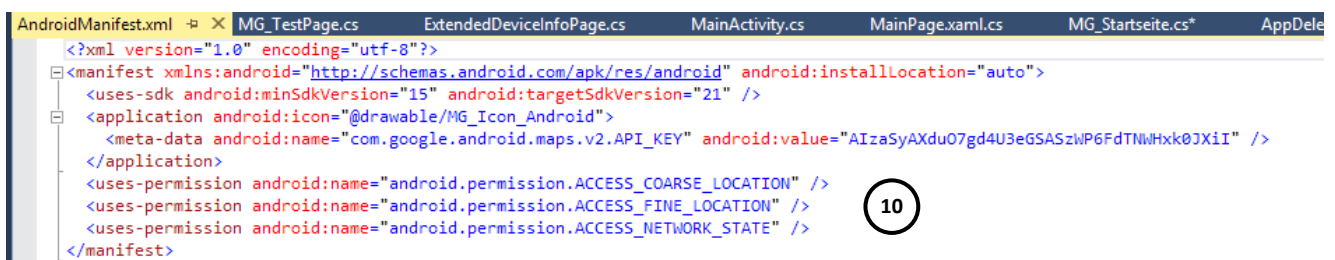 AndroidManifest.xml MG_TestPage.cs ExtendedDeviceInfoPage.cs MainActivity.cs MainPage.xaml.cs MG_Startseite.cs* AppDele
<?xml version="1.0" encoding="utf-8"?>
<manifest xmlns:android="http://schemas.android.com/apk/res/android" android:installLocation="auto">
<uses-sdk android:minSdkVersion="15" android:targetSdkVersion="21" />
<application android:icon="@drawable/MG_Icon_Android">
<meta-data android:name="com.google.android.maps.v2.API_KEY" android:value="AIzaSyAXduO7gd4U3eGSASzWP6FdTNWHxk0JXiI" />
</application>
<uses-permission android:name="android.permission.ACCESS_COARSE_LOCATION" />
<uses-permission android:name="android.permission.ACCESS_FINE_LOCATION" />
10
<uses-permission android:name="android.permission.ACCESS_NETWORK_STATE" />
</manifest>